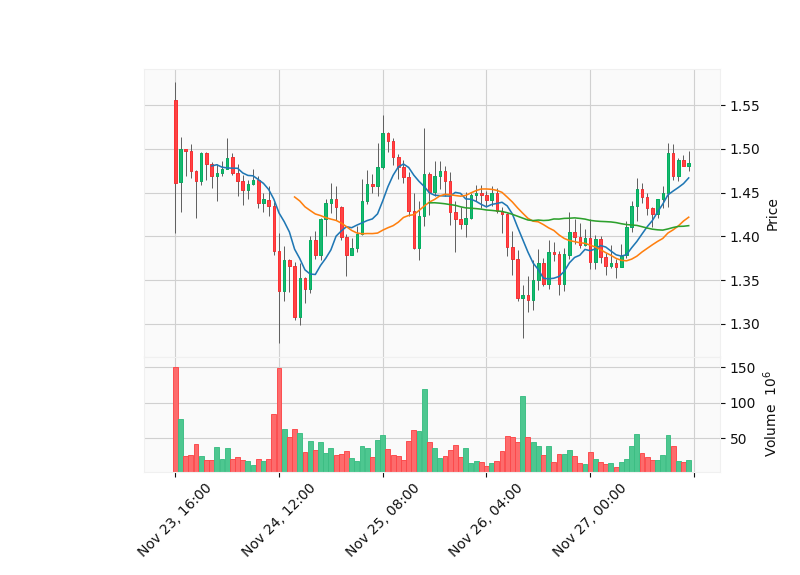 1.55
1.50
1.45
1.40
1.35
1.30
Price
150
100
50
Volume 10^6
Nov 23, 16:00
Nov 24, 12:00
Nov 25, 08:00
Nov 26, 04:00
Nov 27, 00:00